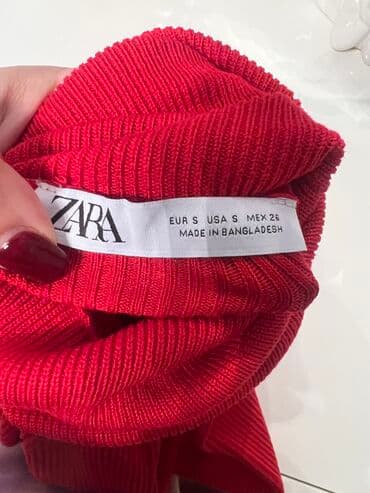 ZARA
EUR S USA S MEX 26
MADE IN BANGLADESH